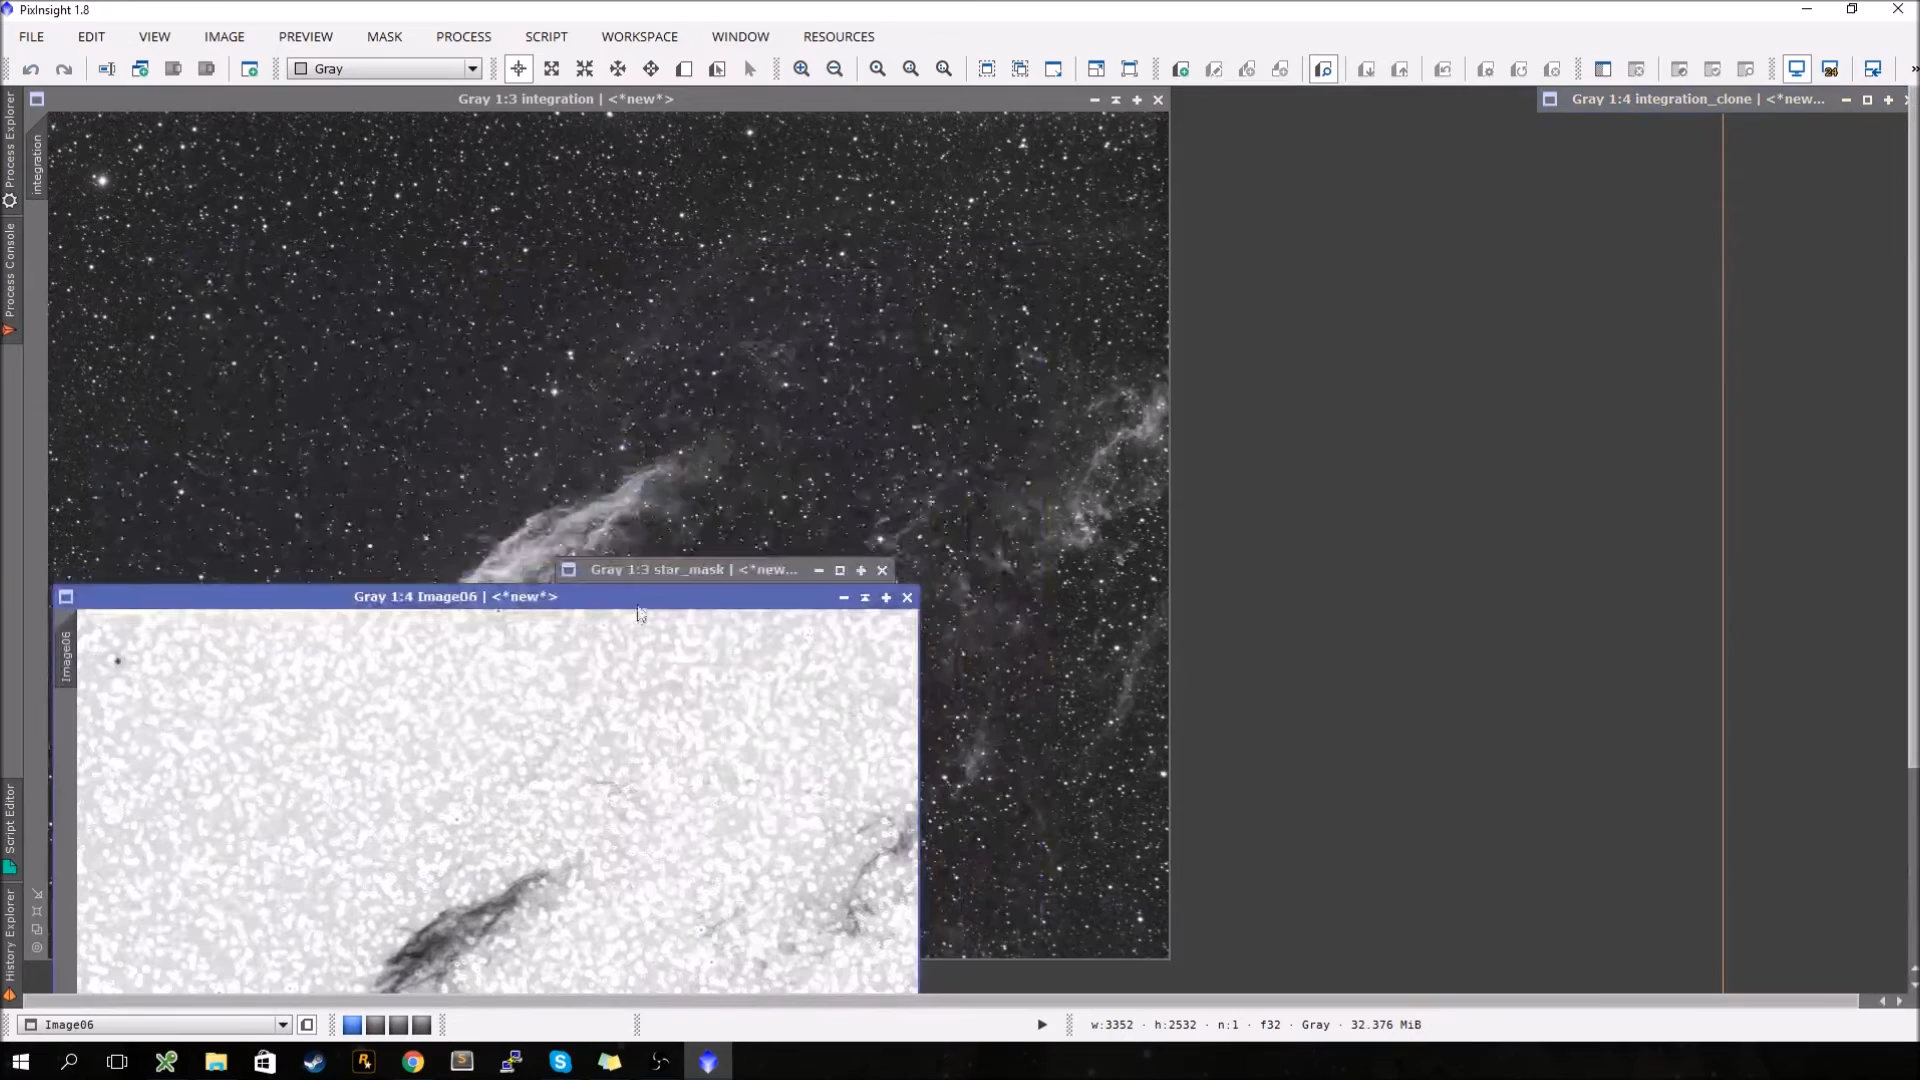 PixInsight 1.8
FILE EDIT VIEW IMAGE PREVIEW MASK PROCESS SCRIPT WORKSPACE WINDOW RESOURCES
Gray
24
Gray 1:3 integration | <*new*>
Gray 1:4 integration_clone | <*new...
Process Explorer
integration
Process Console
Gray 1:3 star_mask | <*new...
Gray 1:4 Image06 | <*new*>
Image06
Script Editor
History Explorer
Image06
w:3352 · h:2532 · n:1 · f32 · Gray · 32.376 MiB